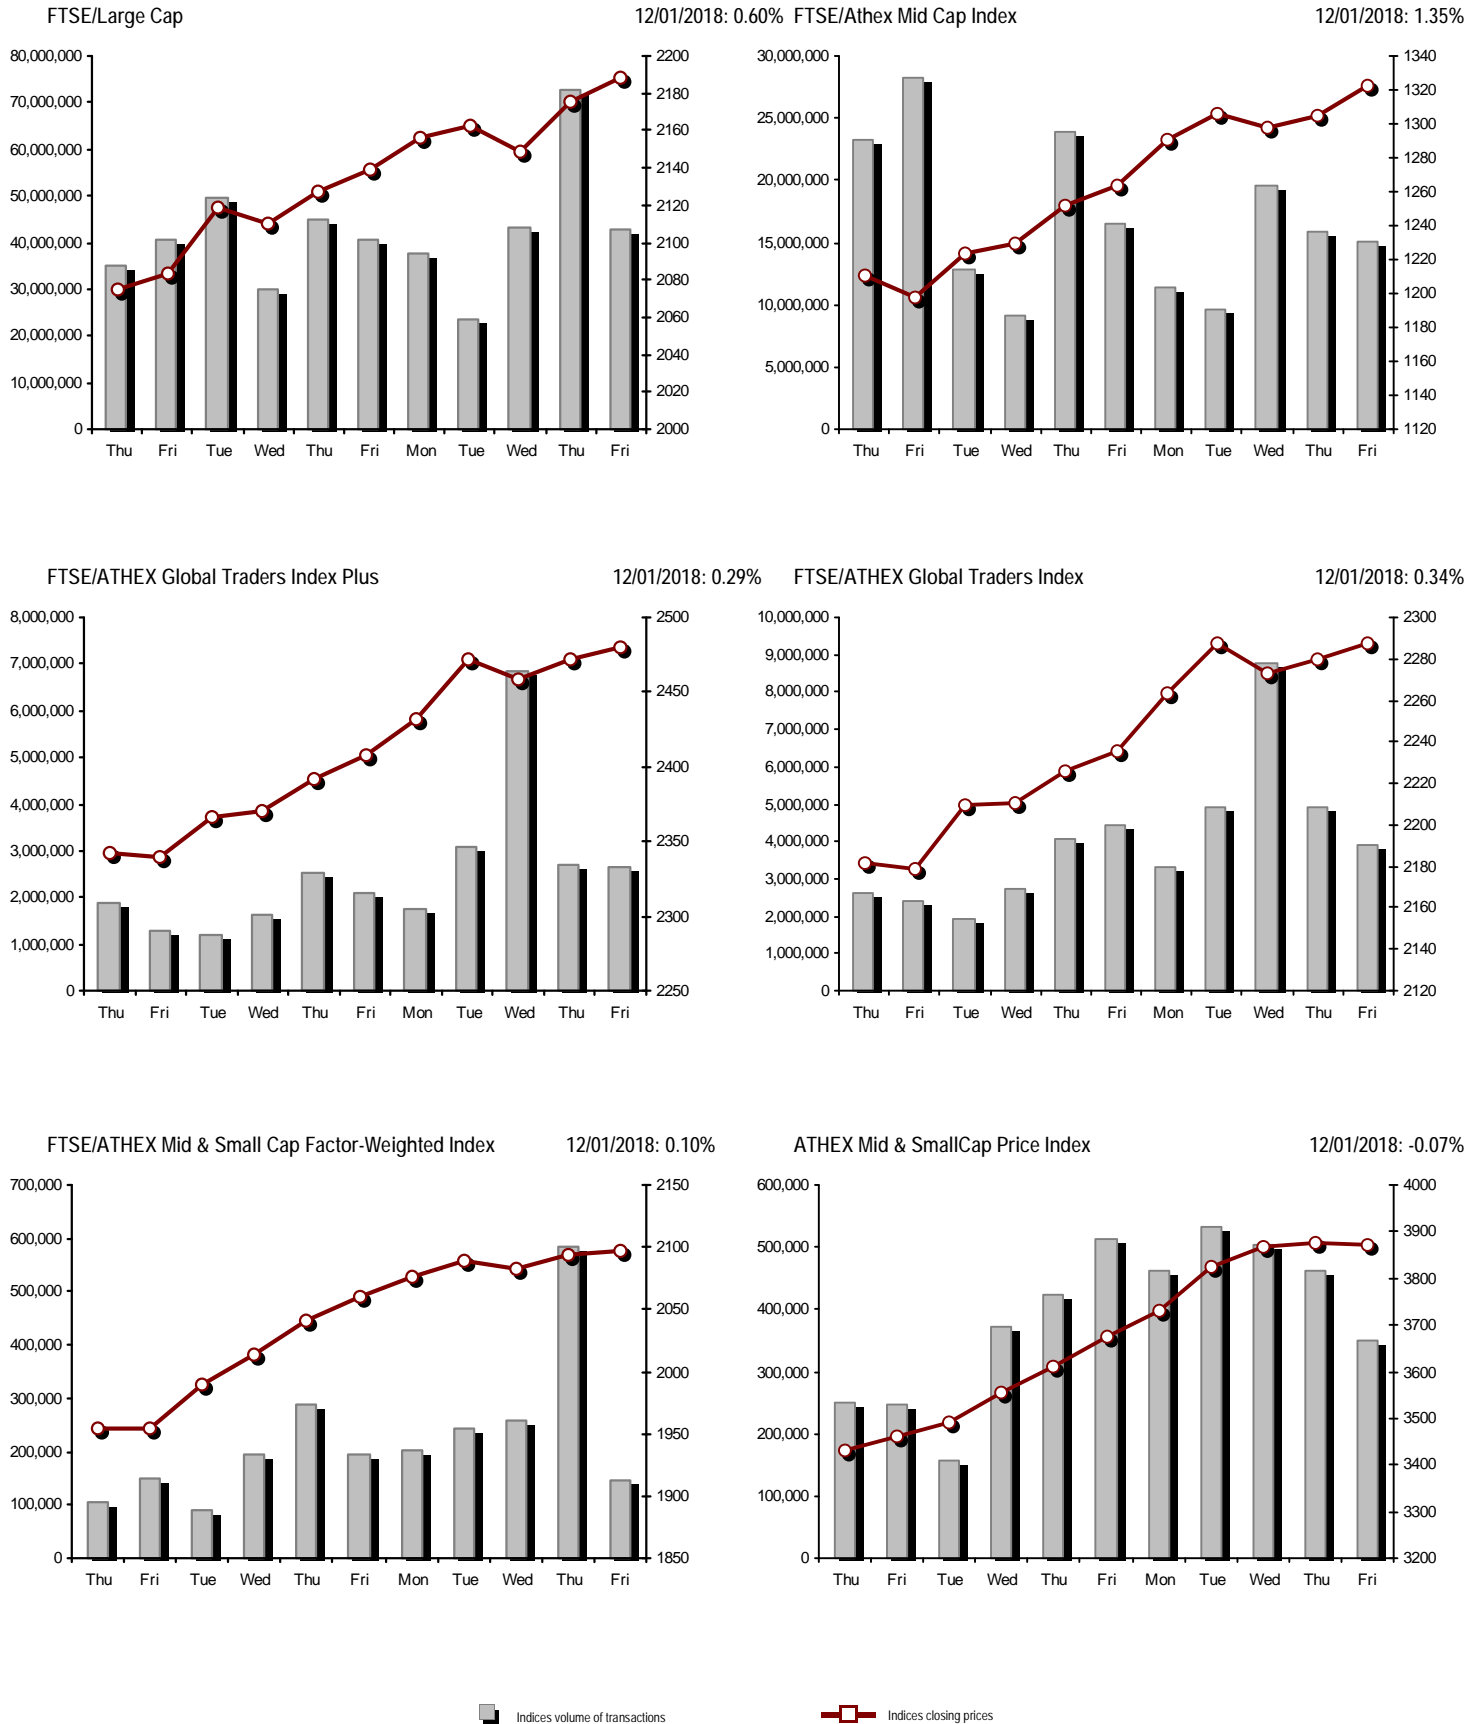 FTSE/Large Cap 12/01/2018: 0.60% FTSE/Athex Mid Cap Index 12/01/2018: 1.35%
80,000,000 2200 30,000,000 1340
70,000,000 2180 25,000,000 1320
60,000,000 2160 20,000,000 1300
50,000,000 2140 15,000,000 1280
40,000,000 2120 10,000,000 1260
30,000,000 2100 5,000,000 1240
20,000,000 2080 0 1220
10,000,000 2060 1200
0 2040 1180
2020 1160
2000 1140
1120
Thu Fri Tue Wed Thu Fri Mon Tue Wed Thu Fri Thu Fri Tue Wed Thu Fri Mon Tue Wed Thu Fri
FTSE/ATHEX Global Traders Index Plus 12/01/2018: 0.29% FTSE/ATHEX Global Traders Index 12/01/2018: 0.34%
8,000,000 2500 10,000,000 2300
7,000,000 2450 9,000,000 2280
6,000,000 2400 8,000,000 2260
5,000,000 2350 7,000,000 2240
4,000,000 2300 6,000,000 2220
3,000,000 2250 5,000,000 2200
2,000,000 4,000,000 2180
1,000,000 3,000,000 2160
0 2,000,000 2140
1,000,000 2120
0
Thu Fri Tue Wed Thu Fri Mon Tue Wed Thu Fri Thu Fri Tue Wed Thu Fri Mon Tue Wed Thu Fri
FTSE/ATHEX Mid & Small Cap Factor-Weighted Index 12/01/2018: 0.10% ATHEX Mid & SmallCap Price Index 12/01/2018: -0.07%
700,000 2150 600,000 4000
600,000 2100 500,000 3900
500,000 2050 400,000 3800
400,000 2000 300,000 3700
300,000 1950 200,000 3600
200,000 1900 100,000 3500
100,000 1850 0 3400
0 3300
3200
Thu Fri Tue Wed Thu Fri Mon Tue Wed Thu Fri Thu Fri Tue Wed Thu Fri Mon Tue Wed Thu Fri
Indices volume of transactions Indices closing prices